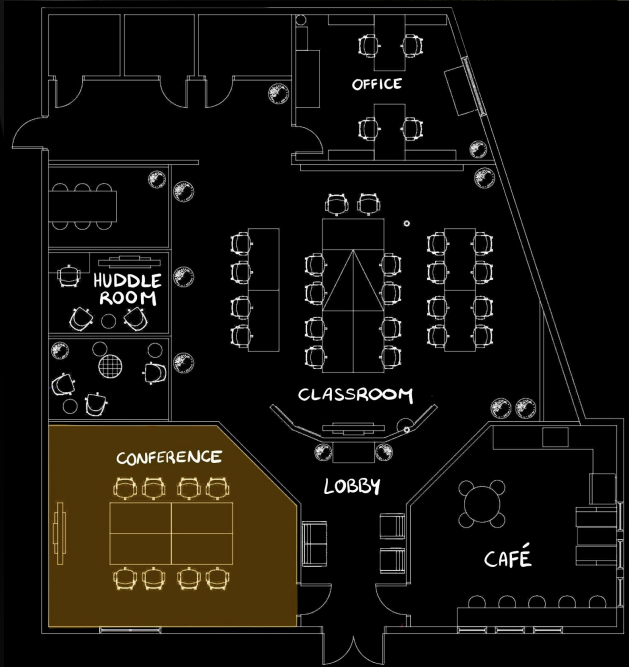 OFFICE
HUDDLE
ROOM
CLASSROOM
CONFERENCE
LOBBY
CAFÉ